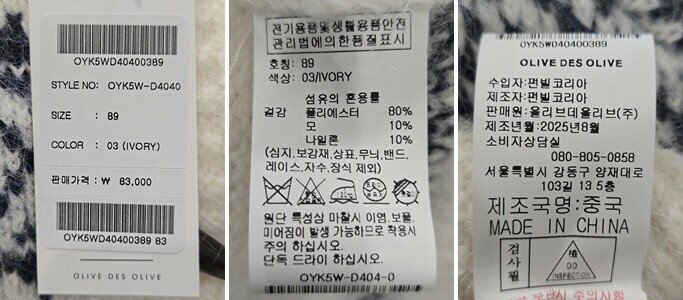 OYK5WD40400389
STYLE NO: OYK5W-D4040
SIZE : 89
COLOR : 03 (IVORY)
판매가격 : ₩ 83,000
OYK5WD40400389 83
OLIVE DES OLIVE
전기용품및생활용품안전
관리법에의한품질표시
호칭: 89
색상: 03/IVORY
섬유의 혼용률
겉감 폴리에스터 80%
모 10%
나일론 10%
(심지,보강재,상표,무늬,밴드,
레이스,자수,장식 제외)
원단 특성상 마찰시 이염,보풀,
미어짐이 발생 가능하므로 착용시
주의 하십시오.
단독 드라이 하십시오.
OYK5W-D404-0
OYK5WD40400389
OLIVE DES OLIVE
수입자:펀빌코리아
제조자:펀빌코리아
판매원:올리브데올리브(주)
제조년월:2025년8월
소비자상담실
080-805-0858
서울특별시 강동구 양재대로
103길 13 5층
제조국명:중국
MADE IN CHINA
검사필
00
INSPECTION